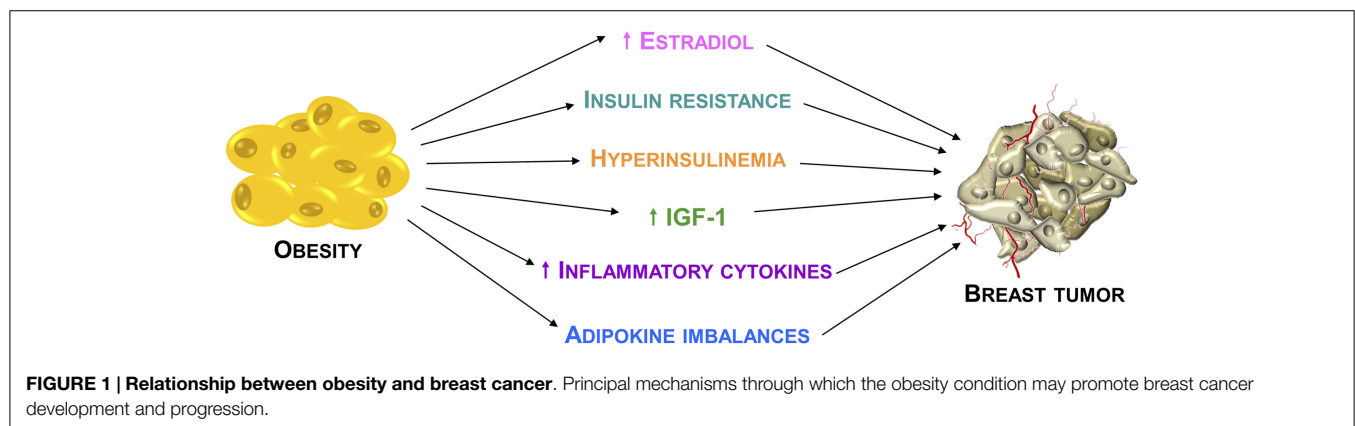 ↑ ESTRADIOL
INSULIN RESISTANCE
HYPERINSULINEMIA
↑ IGF-1
OBESITY
↑ INFLAMMATORY CYTOKINES
BREAST TUMOR
ADIPOKINE IMBALANCES
FIGURE 1 | Relationship between obesity and breast cancer. Principal mechanisms through which the obesity condition may promote breast cancer
development and progression.